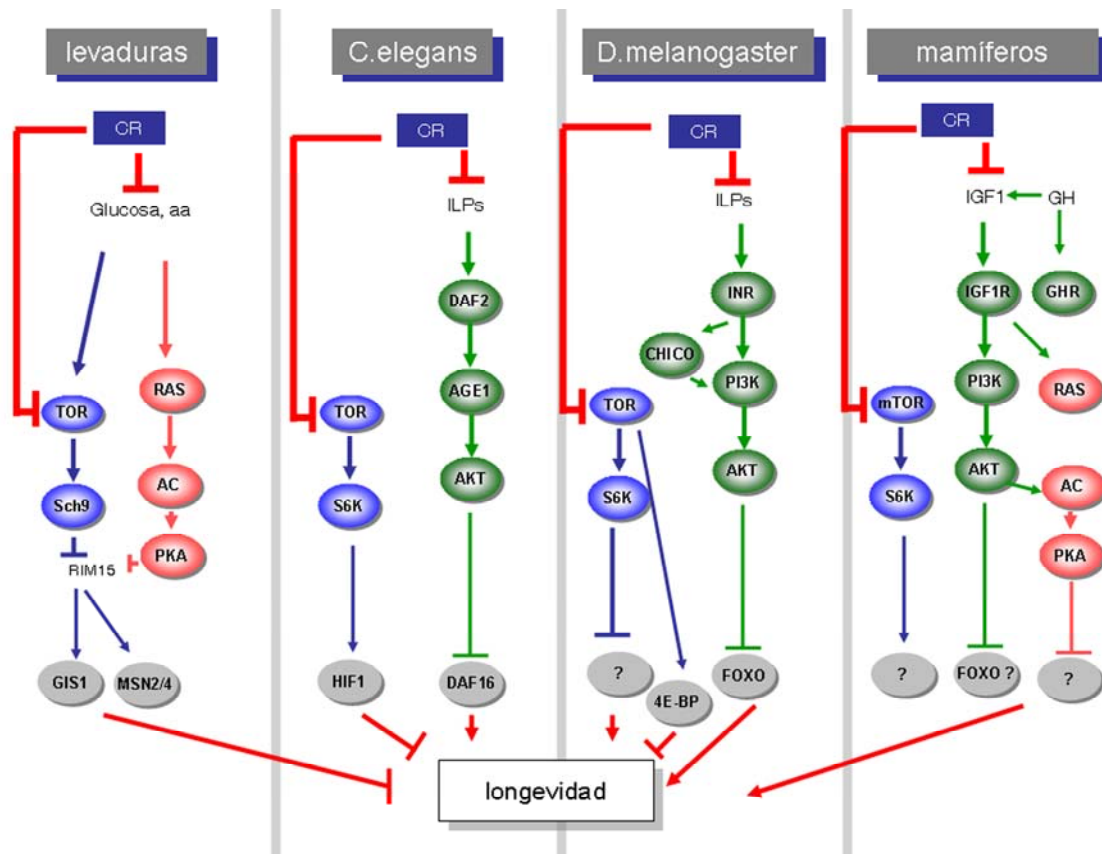 levaduras
C.elegans
D.melanogaster
mamíferos
CR
CR
CR
CR
Glucosa, aa
ILPs
ILPs
IGF1
GH
DAF2
INR
IGF1R
GHR
CHICO
RAS
AGE1
PI3K
PI3K
RAS
TOR
TOR
TOR
mTOR
AC
AKT
AKT
AKT
AC
Sch9
S6K
S6K
S6K
PKA
PKA
RIM15
GIS1
MSN2/4
HIF1
DAF16
?
4E-BP
FOXO
?
FOXO ?
?
longevidad